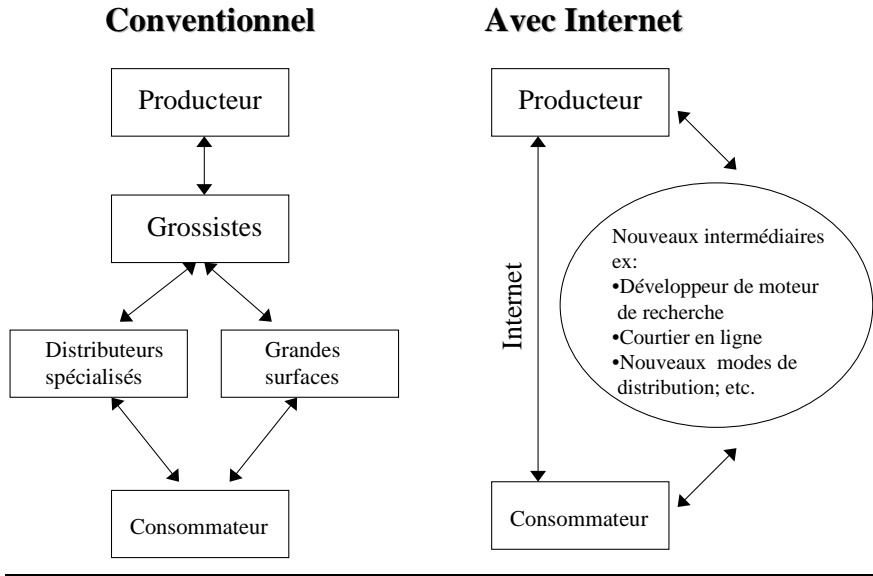 Conventionnel
Producteur
Grossistes
Distributeurs
spécialisés
Grandes
surfaces
Consommateur
Avec Internet
Producteur
Internet
Nouveaux intermédiaires
ex:
•Développeur de moteur
de recherche
•Courtier en ligne
•Nouveaux modes de
distribution; etc.
Consommateur